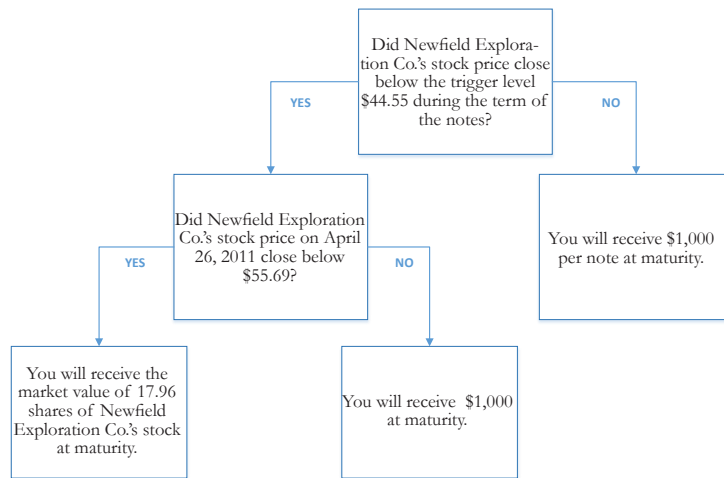 Did Newfield Explora-
tion Co.'s stock price close
below the trigger level
$44.55 during the term of
the notes?
YES
NO
Did Newfield Exploration
Co.'s stock price on April
26, 2011 close below
$55.69?
You will receive $1,000
per note at maturity.
YES
NO
You will receive the
market value of 17.96
shares of Newfield
Exploration Co.'s stock
at maturity.
You will receive $1,000
at maturity.